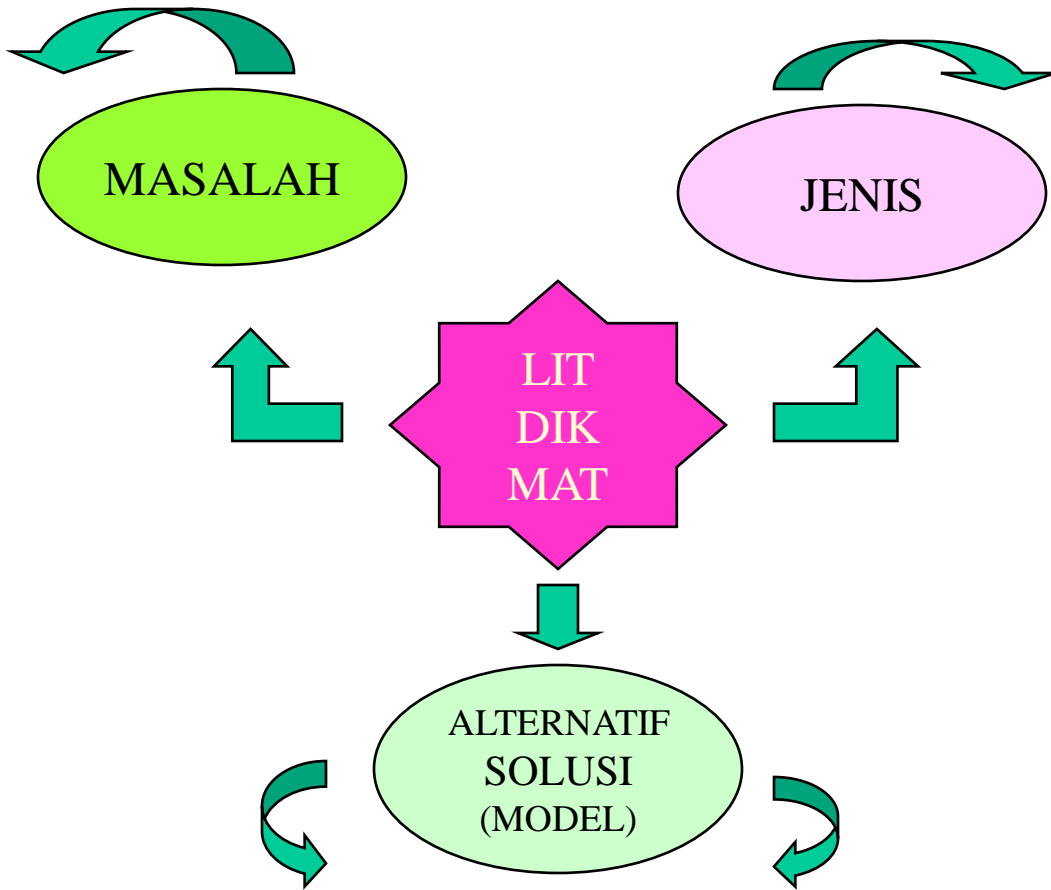 MASALAH
JENIS
LIT
DIK
MAT
ALTERNATIF
SOLUSI
(MODEL)